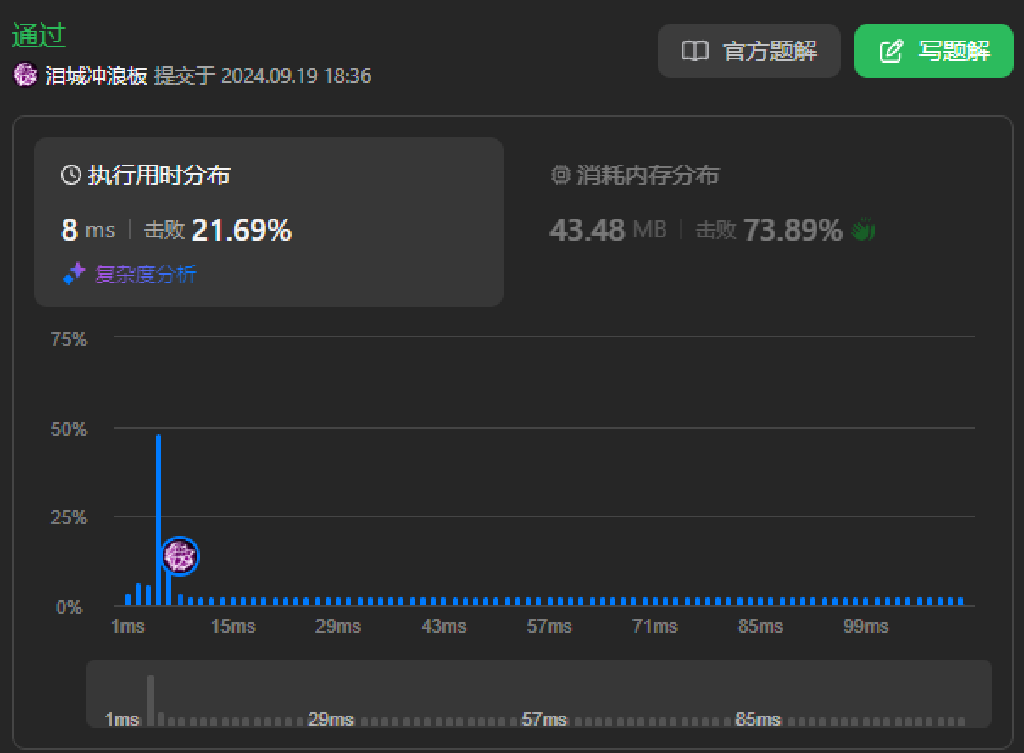 通过
官方题解
写题解
泪城冲浪板 提交于 2024.09.19 18:36
执行用时分布
8 ms 击败 21.69%
复杂度分析
消耗内存分布
43.48 MB 击败 73.89%
75%
50%
25%
0%
1ms 15ms 29ms 43ms 57ms 71ms 85ms 99ms
1ms 29ms 57ms 85ms